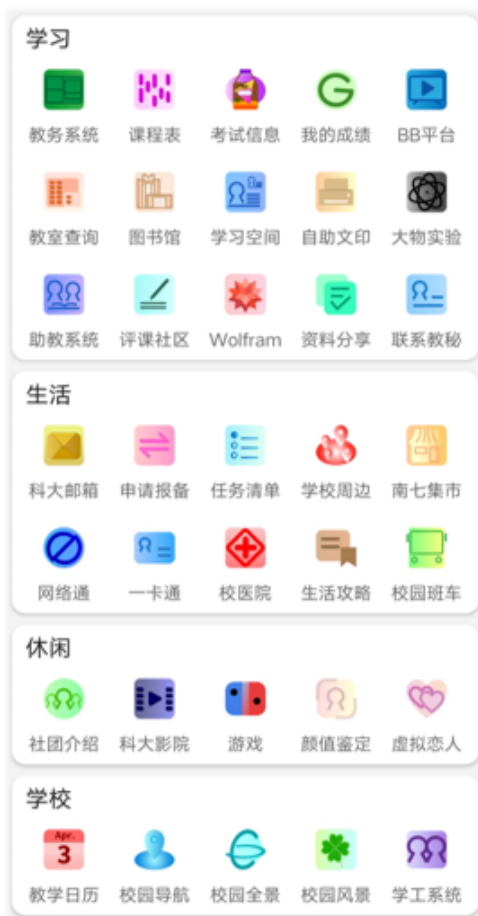 学习
教务系统 课程表 考试信息 我的成绩 BB平台
教室查询 图书馆 学习空间 自助文印 大物实验
助教系统 评课社区 Wolfram 资料分享 联系教秘
生活
科大邮箱 申请报备 任务清单 学校周边 南七集市
网络通 一卡通 校医院 生活攻略 校园班车
休闲
社团介绍 科大影院 游戏 颜值鉴定 虚拟恋人
学校
Apr.
3
教学日历 校园导航 校园全景 校园风景 学工系统